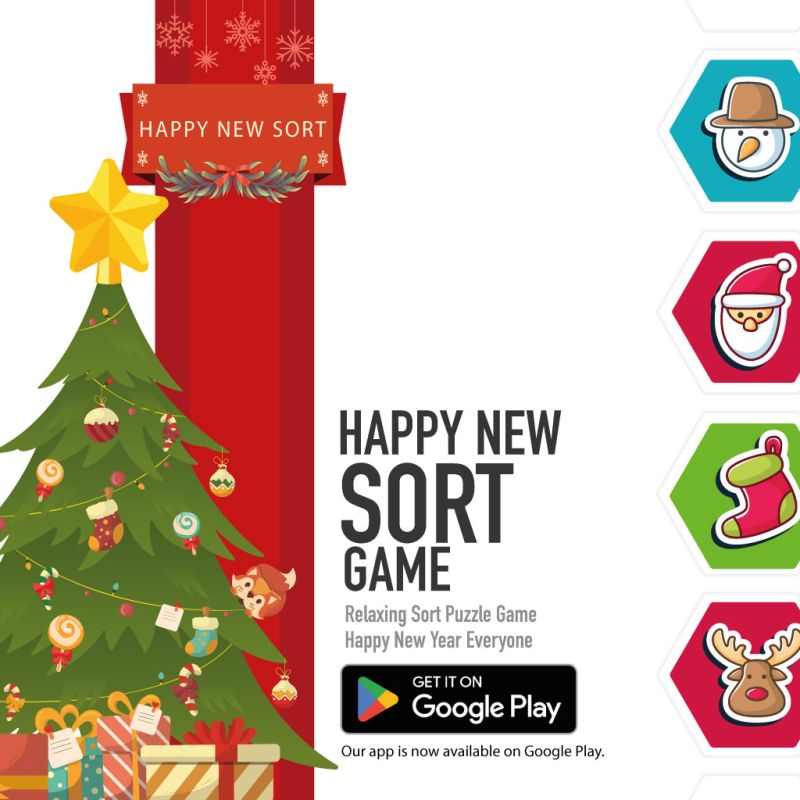 HAPPY NEW SORT
HAPPY NEW
SORT
GAME
Relaxing Sort Puzzle Game
Happy New Year Everyone
GET IT ON
Google Play
Our app is now available on Google Play.